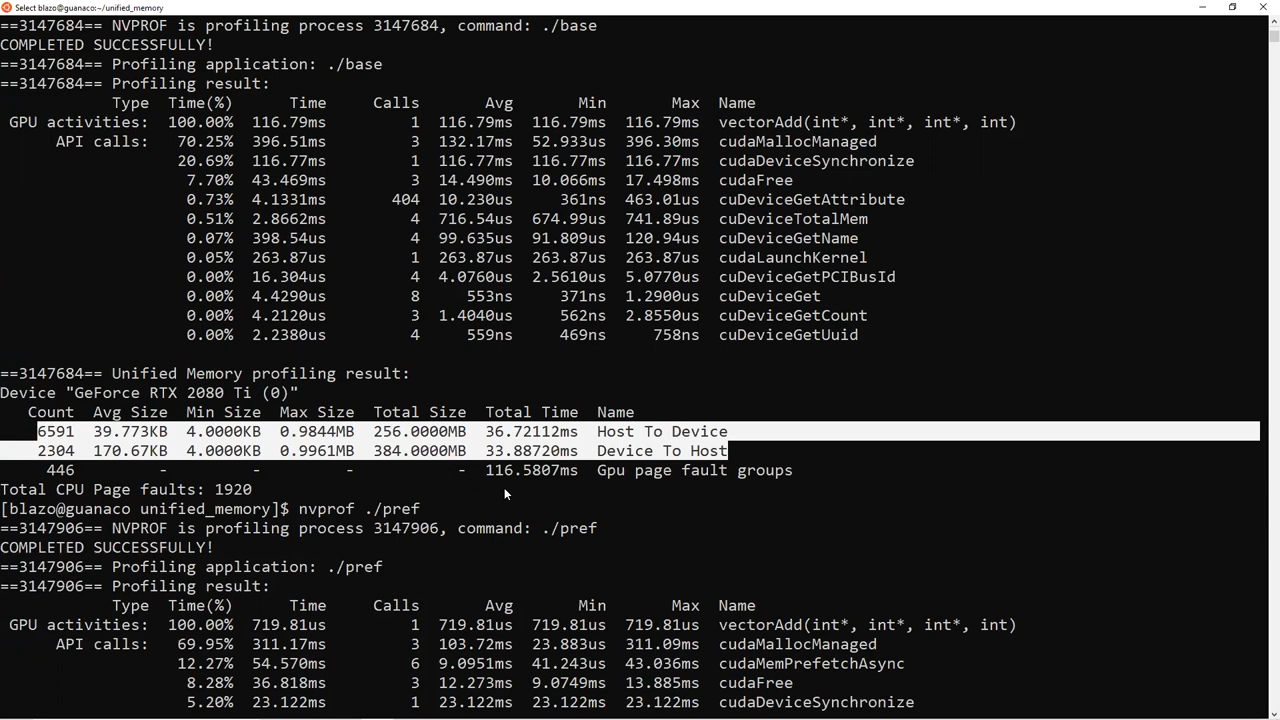 Select blazo@guanaco:~/unified_memory
==3147684== NVPROF is profiling process 3147684, command: ./base
COMPLETED SUCCESSFULLY!
==3147684== Profiling application: ./base
==3147684== Profiling result:
Type Time(%) Time Calls Avg Min Max Name
GPU activities: 100.00% 116.79ms 1 116.79ms 116.79ms 116.79ms vectorAdd(int*, int*, int*, int)
API calls: 70.25% 396.51ms 3 132.17ms 52.933us 396.30ms cudaMallocManaged
20.69% 116.77ms 1 116.77ms 116.77ms 116.77ms cudaDeviceSynchronize
7.70% 43.469ms 3 14.490ms 10.066ms 17.498ms cudaFree
0.73% 4.1331ms 404 10.230us 361ns 463.01us cuDeviceGetAttribute
0.51% 2.8662ms 4 716.54us 674.99us 741.89us cuDeviceTotalMem
0.07% 398.54us 4 99.635us 91.809us 120.94us cuDeviceGetName
0.05% 263.87us 1 263.87us 263.87us 263.87us cudaLaunchKernel
0.00% 16.304us 4 4.0760us 2.5610us 5.0770us cuDeviceGetPCIBusId
0.00% 4.4290us 8 553ns 371ns 1.2900us cuDeviceGet
0.00% 4.2120us 3 1.4040us 562ns 2.8550us cuDeviceGetCount
0.00% 2.2380us 4 559ns 469ns 758ns cuDeviceGetUuid
==3147684== Unified Memory profiling result:
Device "GeForce RTX 2080 Ti (0)"
Count Avg Size Min Size Max Size Total Size Total Time Name
6591 39.773KB 4.0000KB 0.9844MB 256.0000MB 36.72112ms Host To Device
2304 170.67KB 4.0000KB 0.9961MB 384.0000MB 33.88720ms Device To Host
446 - - - - 116.5807ms Gpu page fault groups
Total CPU Page faults: 1920
[blazo@guanaco unified_memory]$ nvprof ./pref
==3147906== NVPROF is profiling process 3147906, command: ./pref
COMPLETED SUCCESSFULLY!
==3147906== Profiling application: ./pref
==3147906== Profiling result:
Type Time(%) Time Calls Avg Min Max Name
GPU activities: 100.00% 719.81us 1 719.81us 719.81us 719.81us vectorAdd(int*, int*, int*, int)
API calls: 69.95% 311.17ms 3 103.72ms 23.883us 311.09ms cudaMallocManaged
12.27% 54.570ms 6 9.0951ms 41.243us 43.036ms cudaMemPrefetchAsync
8.28% 36.818ms 3 12.273ms 9.0749ms 13.885ms cudaFree
5.20% 23.122ms 1 23.122ms 23.122ms 23.122ms cudaDeviceSynchronize